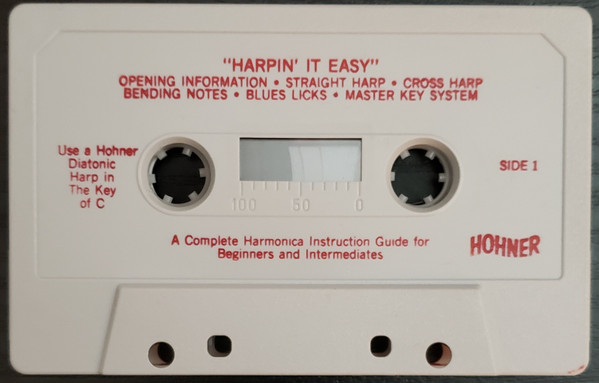 "HARPIN' IT EASY"
OPENING INFORMATION • STRAIGHT HARP • CROSS HARP
BENDING NOTES • BLUES LICKS • MASTER KEY SYSTEM
Use a Hohner
Diatonic
Harp in
The Key
of C
SIDE 1
100 50 0
A Complete Harmonica Instruction Guide for
Beginners and Intermediates
HOHNER